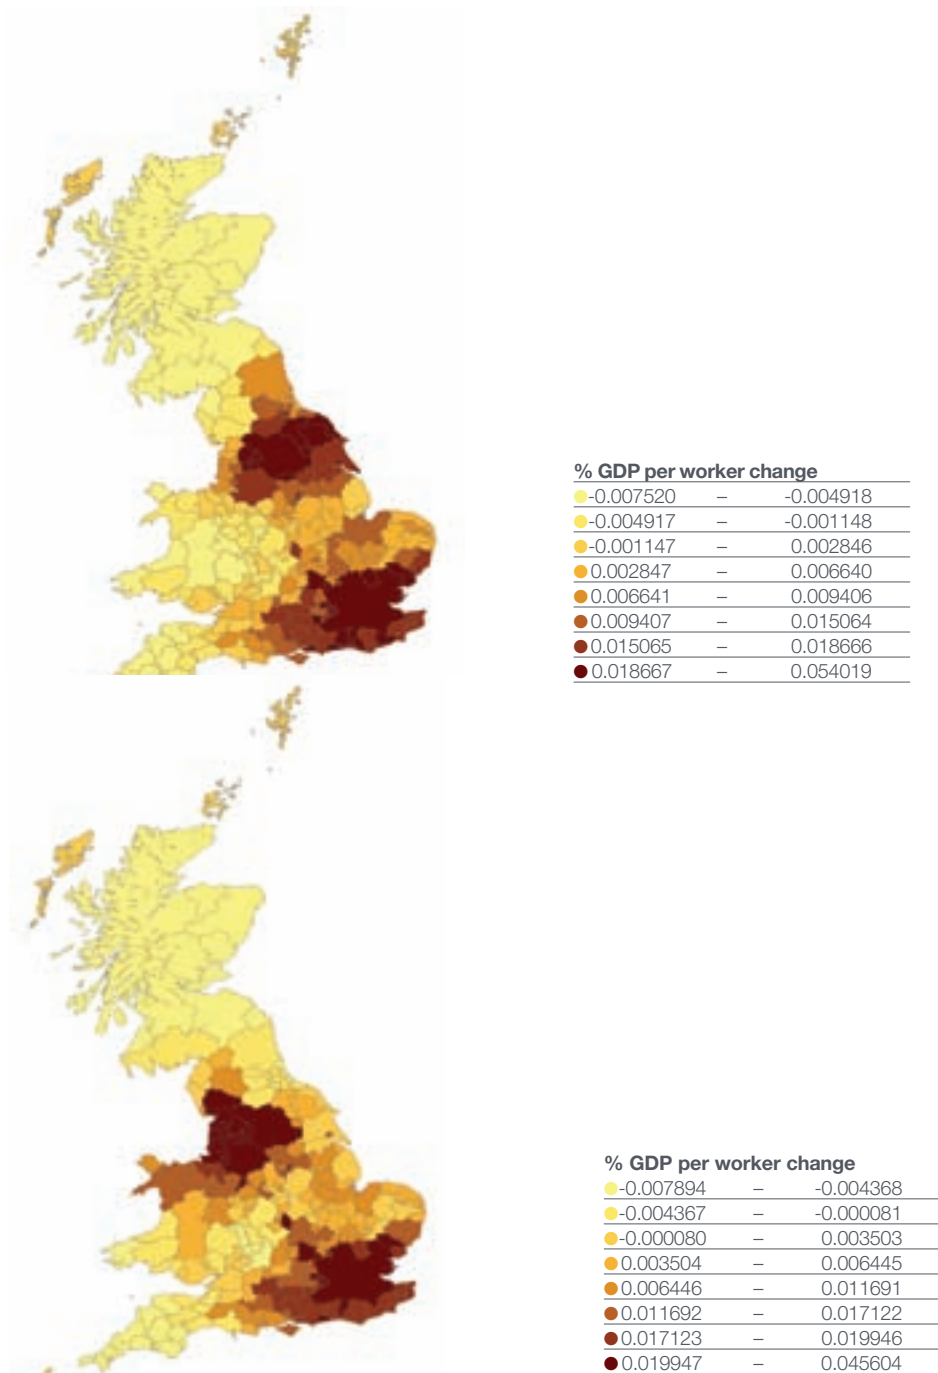 % GDP per worker change
-0.007520 – -0.004918
-0.004917 – -0.001148
-0.001147 – 0.002846
0.002847 – 0.006640
0.006641 – 0.009406
0.009407 – 0.015064
0.015065 – 0.018666
0.018667 – 0.054019
% GDP per worker change
-0.007894 – -0.004368
-0.004367 – -0.000081
-0.000080 – 0.003503
0.003504 – 0.006445
0.006446 – 0.011691
0.011692 – 0.017122
0.017123 – 0.019946
0.019947 – 0.045604